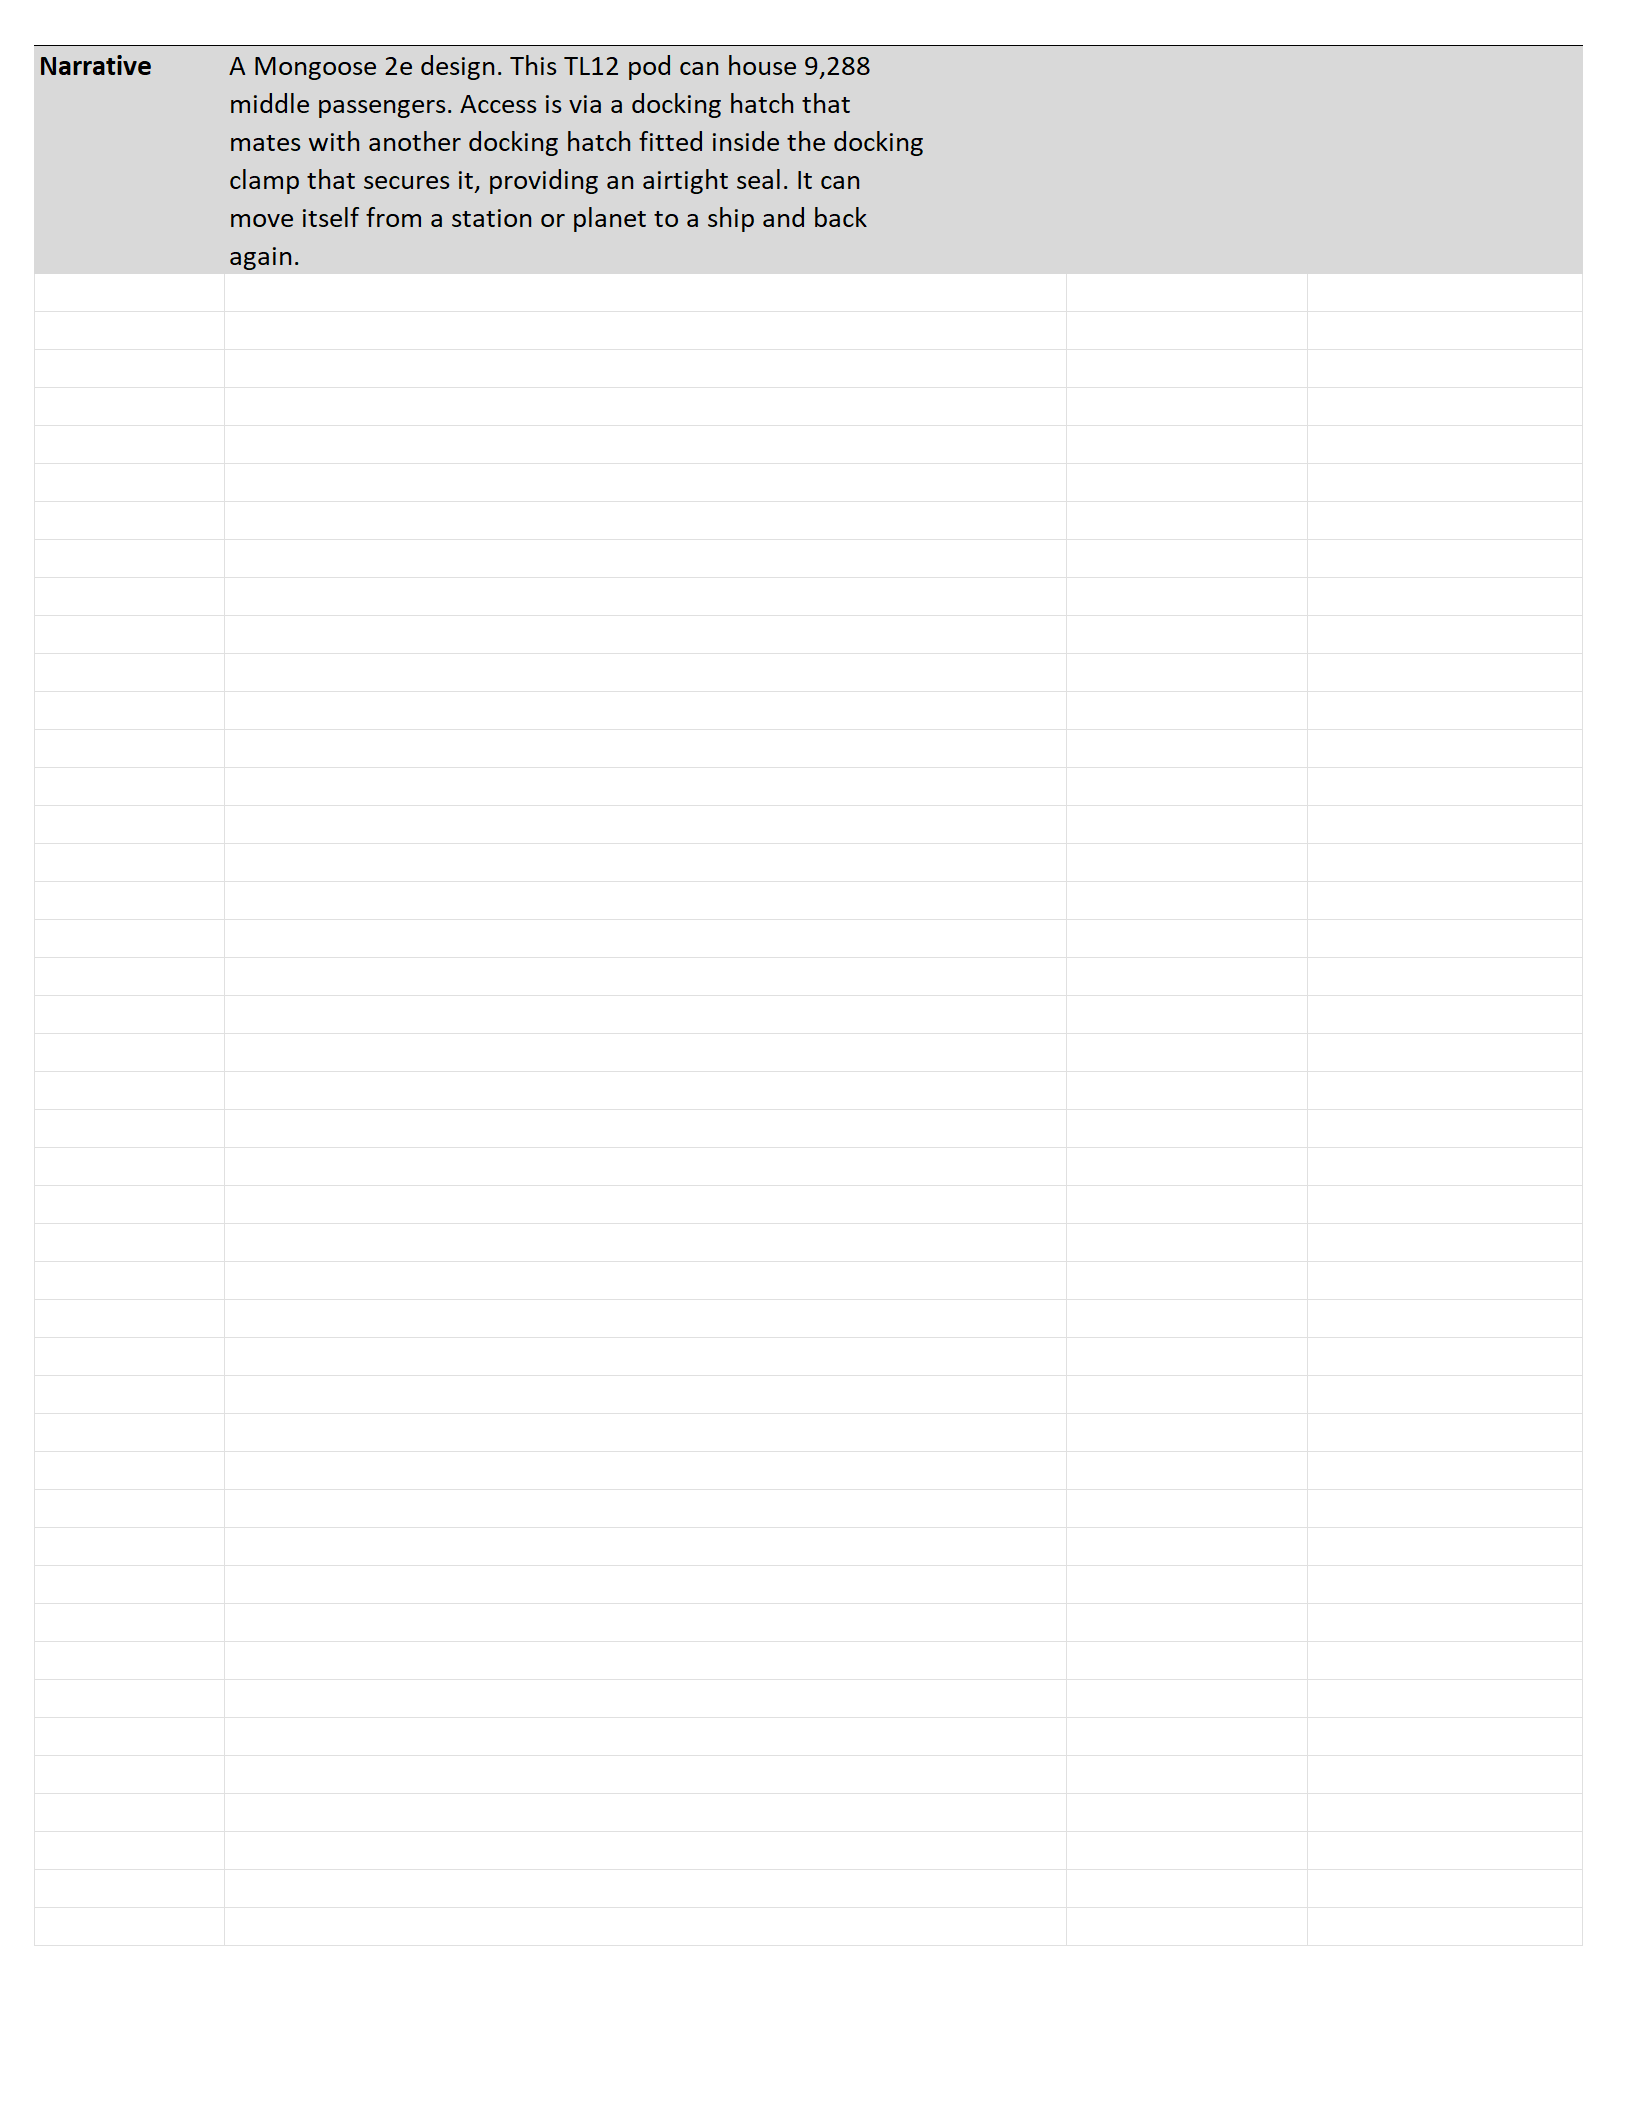 Narrative
A Mongoose 2e design. This TL12 pod can house 9,288
middle passengers. Access is via a docking hatch that
mates with another docking hatch fitted inside the docking
clamp that secures it, providing an airtight seal. It can
move itself from a station or planet to a ship and back
again.